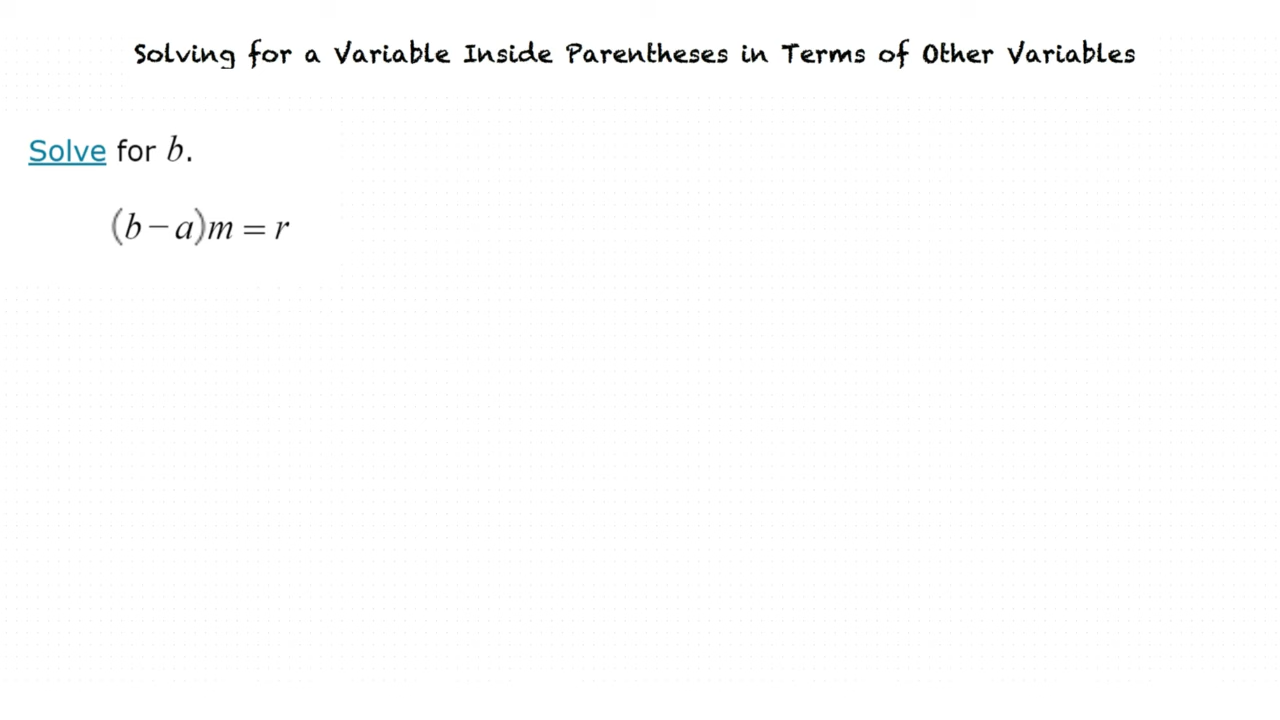 Solving for a Variable Inside Parentheses in Terms of Other Variables
Solve for b.
(b−a)m = r